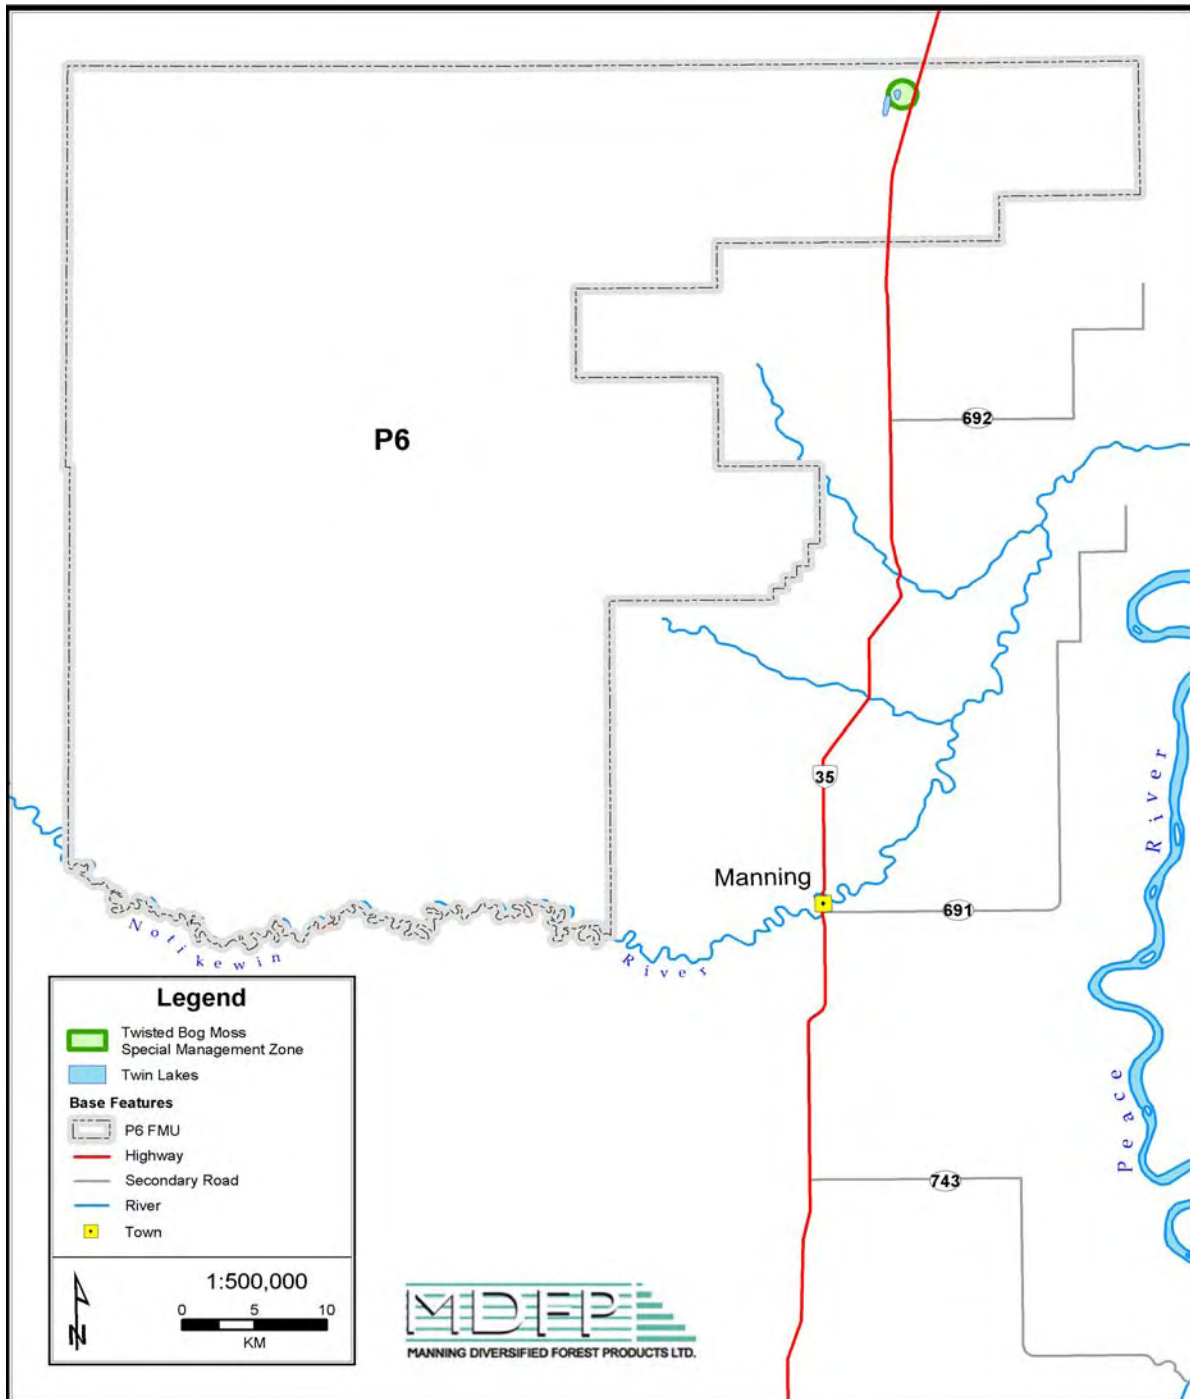 P6
692
35
Manning
691
River
Notikewin
River
Peace
743
Legend
Twisted Bog Moss
Special Management Zone
Twin Lakes
Base Features
P6 FMU
Highway
Secondary Road
River
Town
1:500,000
0 5 10
KM
N
MDFP
MANNING DIVERSIFIED FOREST PRODUCTS LTD.